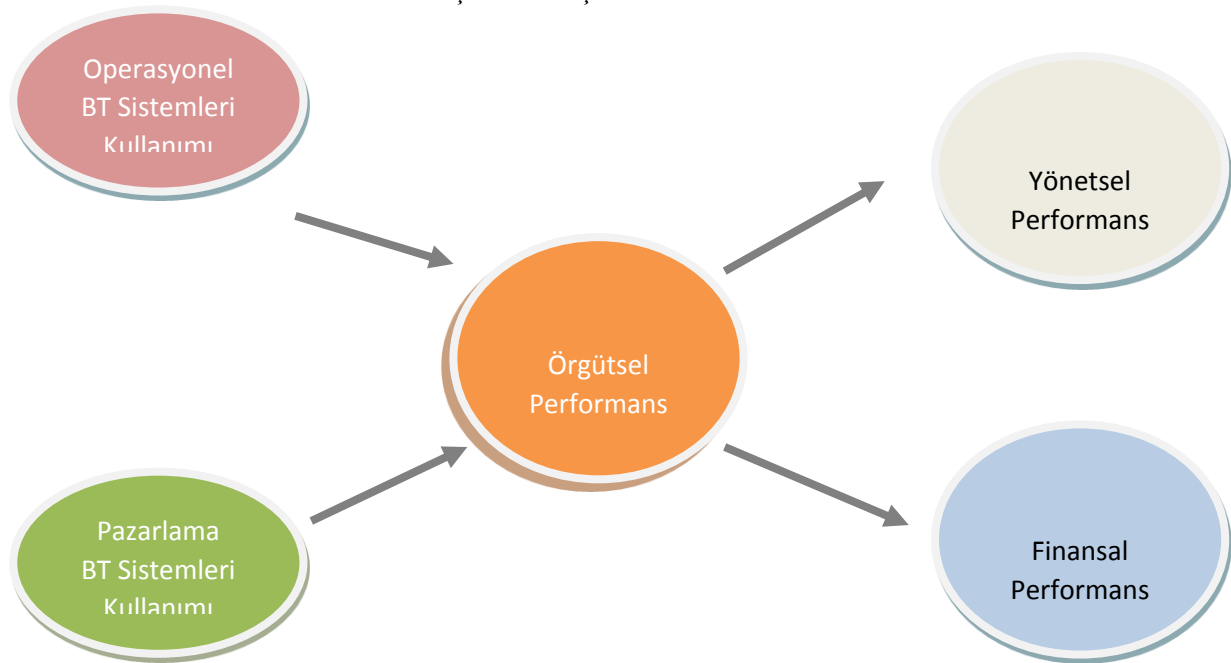 Operasyonel
BT Sistemleri
Kullanımı
Yönetsel
Performans
Örgütsel
Performans
Pazarlama
BT Sistemleri
Kullanımı
Finansal
Performans